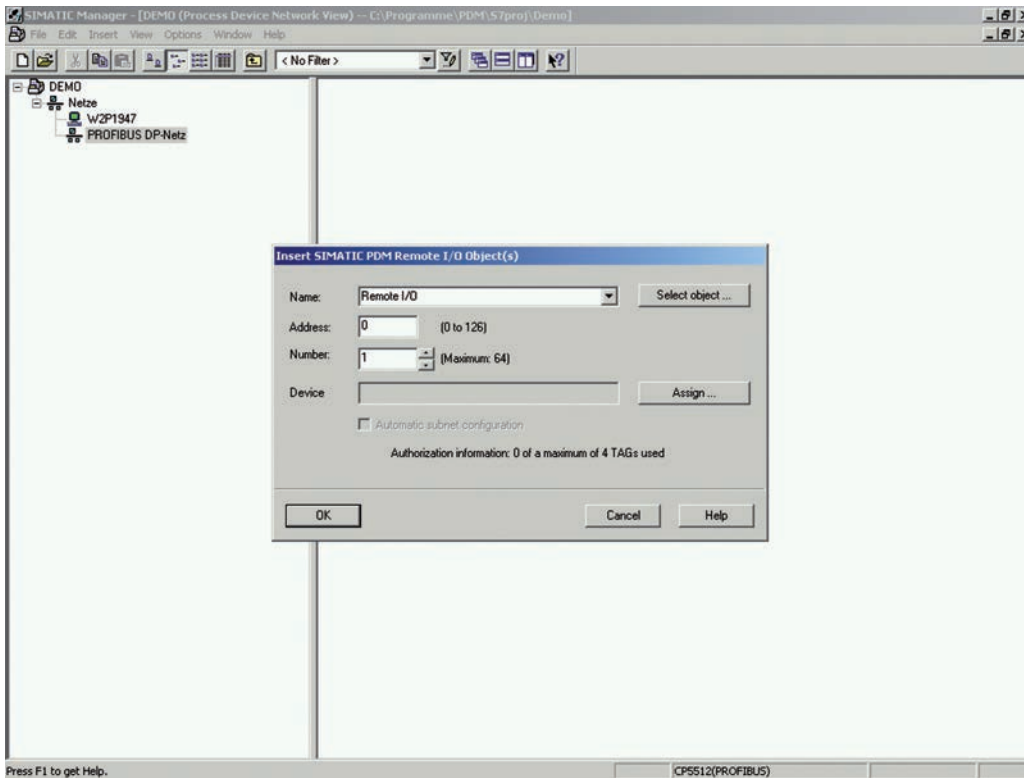 SIMATIC Manager - [DEMO (Process Device Network View) -- C:\Programme\PDM\S7proj\Demo]
File Edit Insert View Options Window Help
< No Filter >
DEMO
Netze
W2P1947
PROFIBUS DP-Netz
Insert SIMATIC PDM Remote I/O Object(s)
Name: Remote I/O Select object ...
Address: 0 (0 to 126)
Number: 1 (Maximum: 64)
Device Assign ...
Automatic subnet configuration
Authorization information: 0 of a maximum of 4 TAGs used
OK Cancel Help
Press F1 to get Help. CP5512(PROFIBUS)